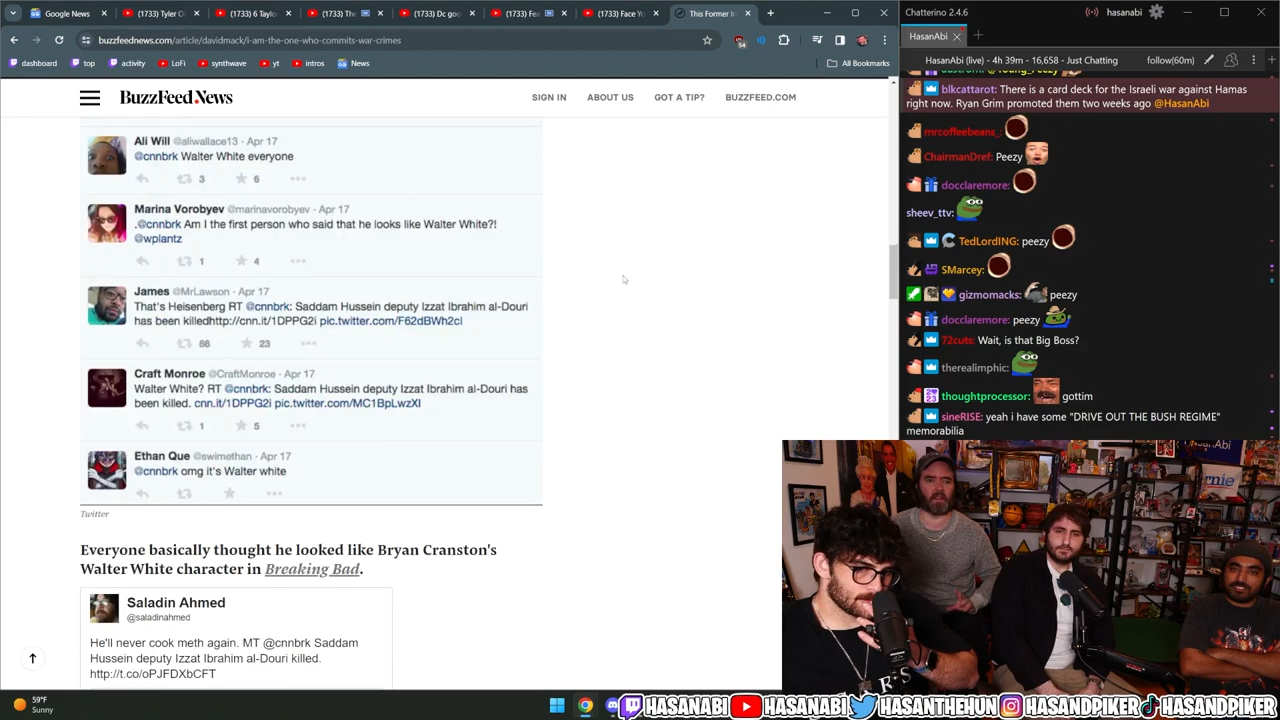 Google News
(1733) Tyler O
(1733) 6 Taylo
(1733) The
(1733) Dc goo
(1733) Fea
(1733) Face Yo
This Former Ir
buzzfeednews.com/article/davidmack/i-am-the-one-who-commits-war-crimes
54
dashboard
top
activity
LoFi
synthwave
yt
intros
News
All Bookmarks
BuzzFeed.News
SIGN IN
ABOUT US
GOT A TIP?
BUZZFEED.COM
Ali Will @aliwallace13 · Apr 17
@cnnbrk Walter White everyone
3
6
Marina Vorobyev @marinavorobyev · Apr 17
.@cnnbrk Am I the first person who said that he looks like Walter White?!
@wplantz
1
4
James @MrLawson · Apr 17
That's Heisenberg RT @cnnbrk: Saddam Hussein deputy Izzat Ibrahim al-Douri
has been killedhttp://cnn.it/1DPPG2i pic.twitter.com/F62dBWh2cl
86
23
Craft Monroe @CraftMonroe · Apr 17
Walter White? RT @cnnbrk: Saddam Hussein deputy Izzat Ibrahim al-Douri has
been killed. cnn.it/1DPPG2i pic.twitter.com/MC1BpLwzXI
1
5
Ethan Que @swimethan · Apr 17
@cnnbrk omg it's Walter white
Twitter
Everyone basically thought he looked like Bryan Cranston's
Walter White character in Breaking Bad.
Saladin Ahmed
@saladinahmed
He'll never cook meth again. MT @cnnbrk Saddam
Hussein deputy Izzat Ibrahim al-Douri killed.
http://t.co/oPJFDXbCFT
59°F
Sunny
Chatterino 2.4.6
hasanabi
HasanAbi
HasanAbi (live) - 4h 39m - 16,658 - Just Chatting
follow(60m)
blkcattarot: There is a card deck for the Israeli war against Hamas
right now. Ryan Grim promoted them two weeks ago @HasanAbi
mrcoffeebeans_:
ChairmanDref: Peezy
docclaremore:
sheev_ttv:
TedLordING: peezy
SMarcey:
gizmomacks: peezy
docclaremore: peezy
72cuts: Wait, is that Big Boss?
therealimphic:
thoughtprocessor: gottim
sineRISE: yeah i have some "DRIVE OUT THE BUSH REGIME"
memorabilia
HASANABI
HASANABI
HASANTHEHUN
HASANDPIKER
HASANDPIKER